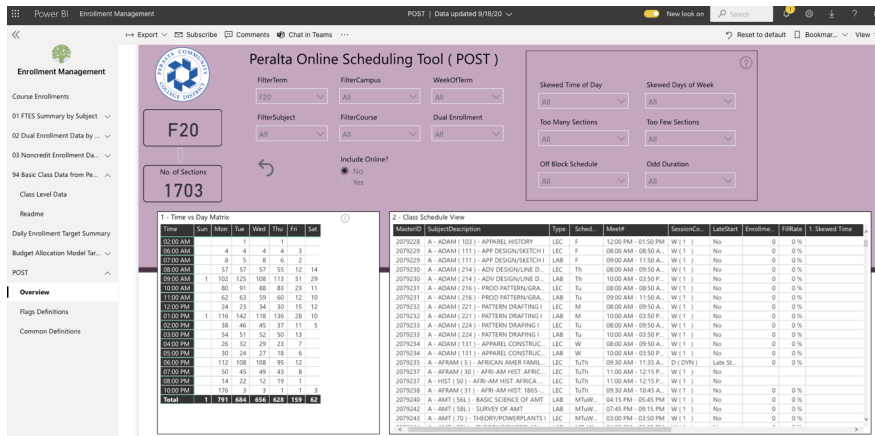 Power BI Enrollment Management
POST | Data updated 9/18/20
New look on
Search
Export Subscribe Comments Chat in Teams ...
Reset to default Bookmar... View
Enrollment Management
Course Enrollments
01 FTES Summary by Subject
02 Dual Enrollment Data by ...
03 Noncredit Enrollment Da...
94 Basic Class Data from Pe...
Class Level Data
Readme
Daily Enrollment Target Summary
Budget Allocation Model Tar...
POST
Overview
Flags Definitions
Common Definitions
PERALTA COMMUNITY COLLEGE DISTRICT
F20
No. of Sections
1703
Peralta Online Scheduling Tool ( POST )
FilterTerm FilterCampus WeekOfTerm
F20 All All
FilterSubject FilterCourse Dual Enrollment
All All All
Include Online?
No
Yes
?
Skewed Time of Day Skewed Days of Week
All All
Too Many Sections Too Few Sections
All All
Off Block Schedule Odd Duration
All All
1 - Time vs Day Matrix
Time Sun Mon Tue Wed Thu Fri Sat
02:00 AM 1 1
06:00 AM 4 4 4 4 3
07:00 AM 8 5 8 6 2
08:00 AM 57 57 57 55 12 14
09:00 AM 1 102 125 108 113 51 29
10:00 AM 80 91 88 83 23 11
11:00 AM 62 63 59 60 12 10
12:00 PM 24 23 34 30 15 12
01:00 PM 1 116 142 118 136 28 10
02:00 PM 38 46 45 37 11 5
03:00 PM 54 51 52 50 13
04:00 PM 26 32 29 23 7
05:00 PM 30 24 27 18 6
06:00 PM 112 108 108 95 12
07:00 PM 50 45 49 43 8
08:00 PM 14 22 12 19 1
10:00 PM 176 3 3 1 1 3
Total 1 791 684 656 628 159 62
2 - Class Schedule View
MasterID SubjectDescription Type Sched... Meet# SessionCo... LateStart Enrollme... FillRate 1. Skewed Time
2079228 A - ADAM ( 103 ) - APPAREL HISTORY LEC F 12:00 PM - 01:50 PM W ( 1 ) No 0 0 %
2079229 A - ADAM ( 111 ) - APP DESIGN/SKETCH I LEC F 08:00 AM - 08:50 A... W ( 1 ) No 0 0 %
2079229 A - ADAM ( 111 ) - APP DESIGN/SKETCH I LAB F 09:00 AM - 11:50 A... W ( 1 ) No 0 0 %
2079230 A - ADAM ( 214 ) - ADV DESIGN/LINE D... LEC Th 08:00 AM - 09:50 A... W ( 1 ) No 0 0 %
2079230 A - ADAM ( 214 ) - ADV DESIGN/LINE D... LAB Th 10:00 AM - 03:50 P... W ( 1 ) No 0 0 %
2079231 A - ADAM ( 216 ) - PROD PATTERN/GRA... LEC Tu 08:00 AM - 08:50 A... W ( 1 ) No 0 0 %
2079231 A - ADAM ( 216 ) - PROD PATTERN/GRA... LAB Tu 09:00 AM - 11:50 A... W ( 1 ) No 0 0 %
2079232 A - ADAM ( 221 ) - PATTERN DRAFTING I LEC M 08:00 AM - 09:50 A... W ( 1 ) No 0 0 %
2079232 A - ADAM ( 221 ) - PATTERN DRAFTING I LAB M 10:00 AM - 03:50 P... W ( 1 ) No 0 0 %
2079233 A - ADAM ( 224 ) - PATTERN DRAPING I LEC Tu 08:00 AM - 09:50 A... W ( 1 ) No 0 0 %
2079233 A - ADAM ( 224 ) - PATTERN DRAPING I LAB Tu 10:00 AM - 03:50 P... W ( 1 ) No 0 0 %
2079234 A - ADAM ( 131 ) - APPAREL CONSTRUC... LEC W 08:00 AM - 09:50 A... W ( 1 ) No 0 0 %
2079234 A - ADAM ( 131 ) - APPAREL CONSTRUC... LAB W 10:00 AM - 03:50 P... W ( 1 ) No 0 0 %
2079235 A - AFRAM ( 5 ) - AFRICAN AMER FAMIL... LEC TuTh 09:30 AM - 11:35 A... D ( DYN ) Late St... 0 0 %
2079237 A - AFRAM ( 30 ) - AFRI-AM HIST: AFRIC... LEC TuTh 11:00 AM - 12:15 P... W ( 1 ) No
2079237 A - HIST ( 50 ) - AFRI-AM HIST: AFRICA ... LEC TuTh 11:00 AM - 12:15 P... W ( 1 ) No
2079238 A - AFRAM ( 31 ) - AFRI-AM HIST: 1865-... LEC TuTh 09:30 AM - 10:45 A... W ( 1 ) No 0 0 %
2079240 A - AMT ( 56L ) - BASIC SCIENCE OF AMT LAB MTuW... 04:15 PM - 05:45 PM W ( 1 ) No 0 0 %
2079242 A - AMT ( 58L ) - SURVEY OF AMT LAB MTuW... 07:45 PM - 09:15 PM W ( 1 ) No 0 0 %
2079243 A - AMT ( 70 ) - THEORY/POWERPLANTS I LEC MTuW... 03:00 PM - 03:50 PM W ( 1 ) No 0 0 %